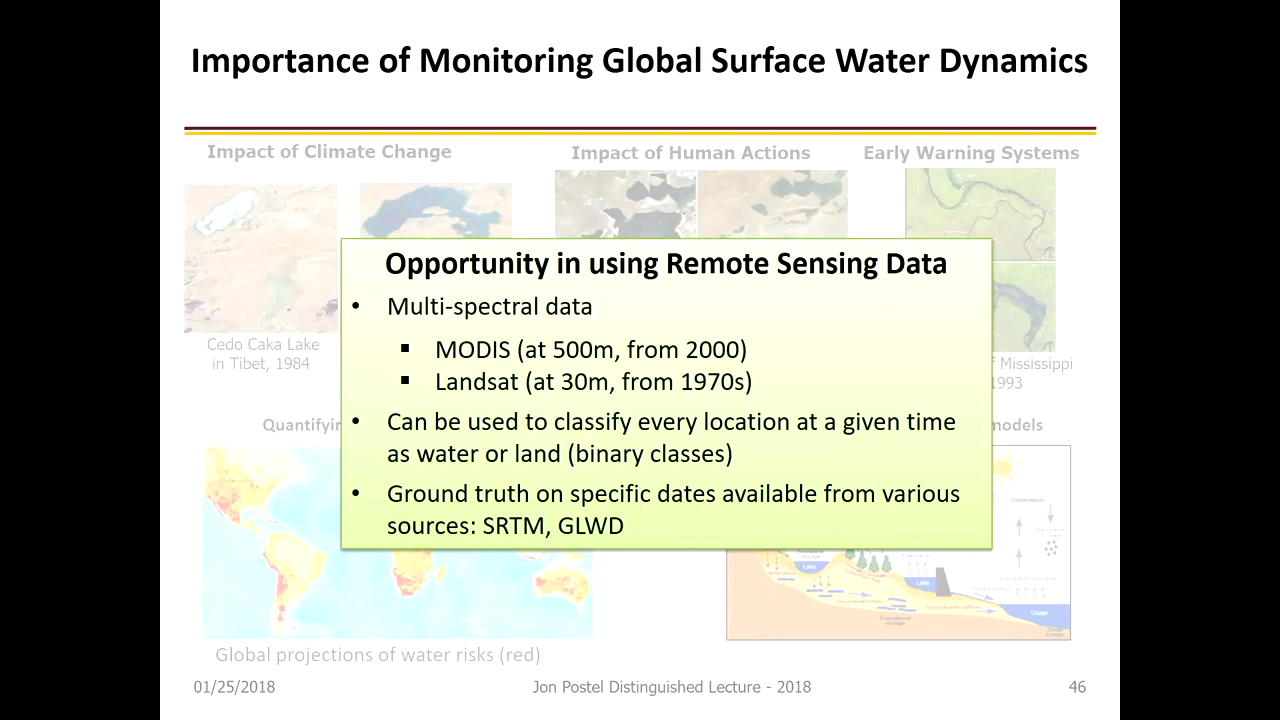 Importance of Monitoring Global Surface Water Dynamics
Impact of Climate Change
Impact of Human Actions
Early Warning Systems
Opportunity in using Remote Sensing Data
• Multi-spectral data
▪ MODIS (at 500m, from 2000)
▪ Landsat (at 30m, from 1970s)
• Can be used to classify every location at a given time
as water or land (binary classes)
• Ground truth on specific dates available from various
sources: SRTM, GLWD
Cedo Caka Lake
in Tibet, 1984
Mississippi
1993
models
Condensation
Lake
Lake
Ocean
Global projections of water risks (red)
01/25/2018
Jon Postel Distinguished Lecture - 2018
46